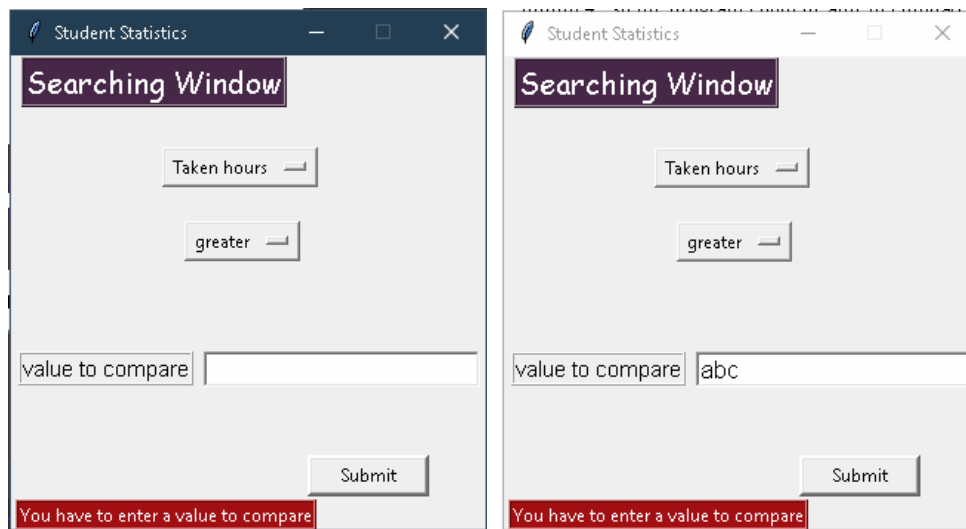 Student Statistics
Searching Window
Taken hours
greater
value to compare
Submit
You have to enter a value to compare
Student Statistics
Searching Window
Taken hours
greater
value to compare abc
Submit
You have to enter a value to compare